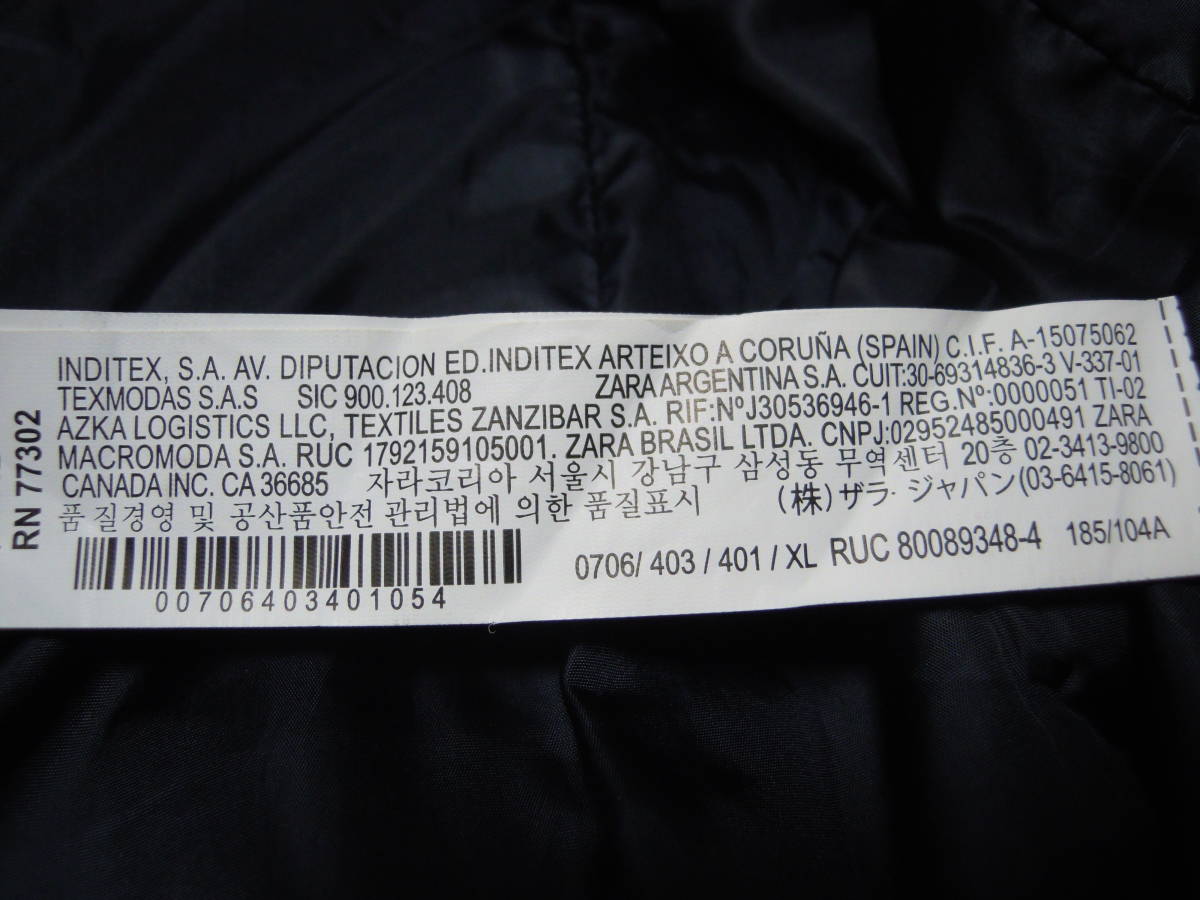 INDITEX, S.A. AV. DIPUTACION ED.INDITEX ARTEIXO A CORUÑA (SPAIN) C.I.F. A-15075062
TEXMODAS S.A.S SIC 900.123.408 ZARA ARGENTINA S.A. CUIT:30-69314836-3 V-337-01
AZKA LOGISTICS LLC, TEXTILES ZANZIBAR S.A. RIF:NºJ30536946-1 REG.Nº:0000051 TI-02
MACROMODA S.A. RUC 1792159105001. ZARA BRASIL LTDA. CNPJ:02952485000491 ZARA
CANADA INC. CA 36685 자라코리아 서울시 강남구 삼성동 무역센터 20층 02-3413-9800
품질경영 및 공산품안전 관리법에 의한 품질표시 (株)ザラ・ジャパン(03-6415-8061)
0706/ 403 / 401 / XL RUC 80089348-4 185/104A
00706403401054
RN 77302